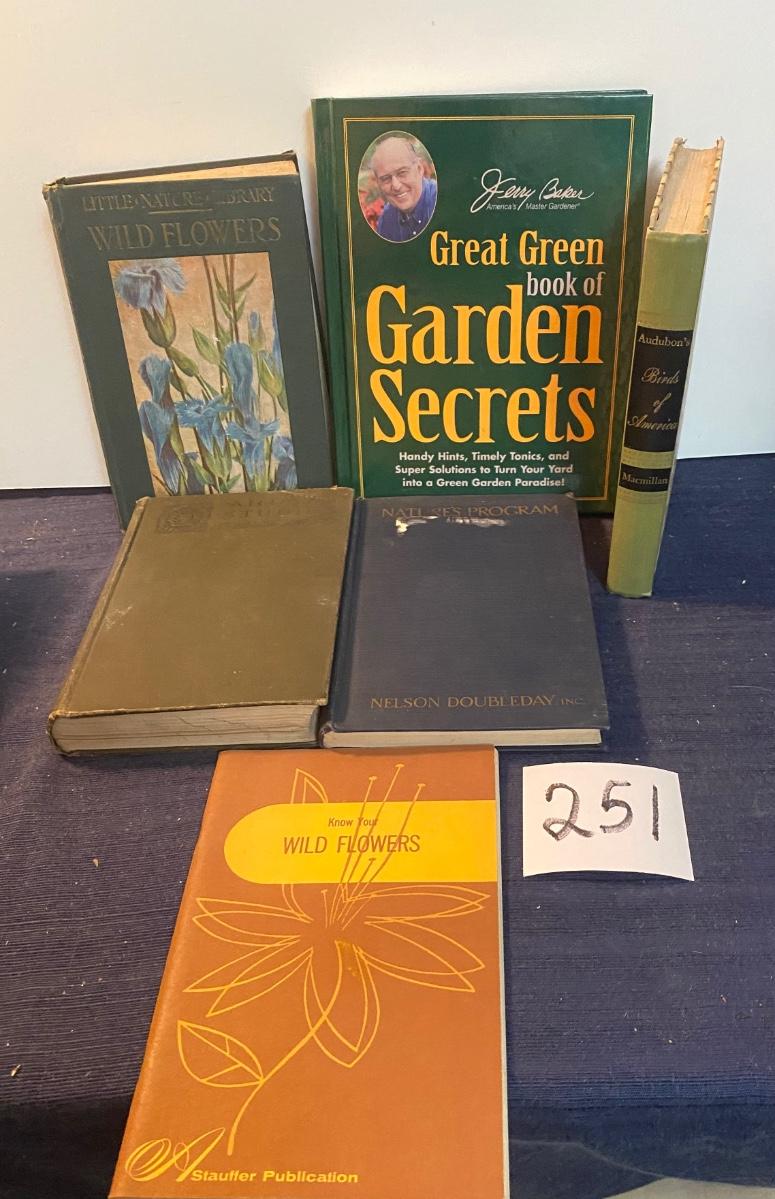 LITTLE·NATURE·LIBRARY
WILD FLOWERS
Jerry Baker
America's Master Gardener®
Great Green
book of
Garden
Secrets
Handy Hints, Timely Tonics, and
Super Solutions to Turn Your Yard
into a Green Garden Paradise!
Audubon's
Birds
of
America
Macmillan
NATURE'S PROGRAM
NELSON DOUBLEDAY INC.
Know Your
WILD FLOWERS
251
A Stauffer Publication